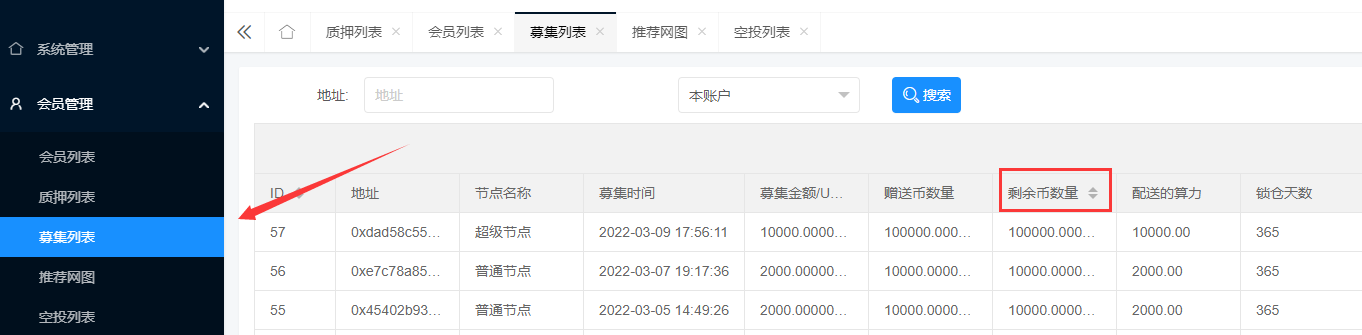 系统管理
会员管理
会员列表
质押列表
募集列表
推荐网图
空投列表
质押列表 会员列表 募集列表 推荐网图 空投列表
地址: 地址 本账户 搜索
ID 地址 节点名称 募集时间 募集金额/U... 赠送币数量 剩余币数量 配送的算力 锁仓天数
57 0xdad58c55... 超级节点 2022-03-09 17:56:11 10000.0000... 100000.000... 100000.000... 10000.00 365
56 0xe7c78a85... 普通节点 2022-03-07 19:17:36 2000.00000... 10000.0000... 10000.0000... 2000.00 365
55 0x45402b93... 普通节点 2022-03-05 14:49:26 2000.00000... 10000.0000... 10000.0000... 2000.00 365